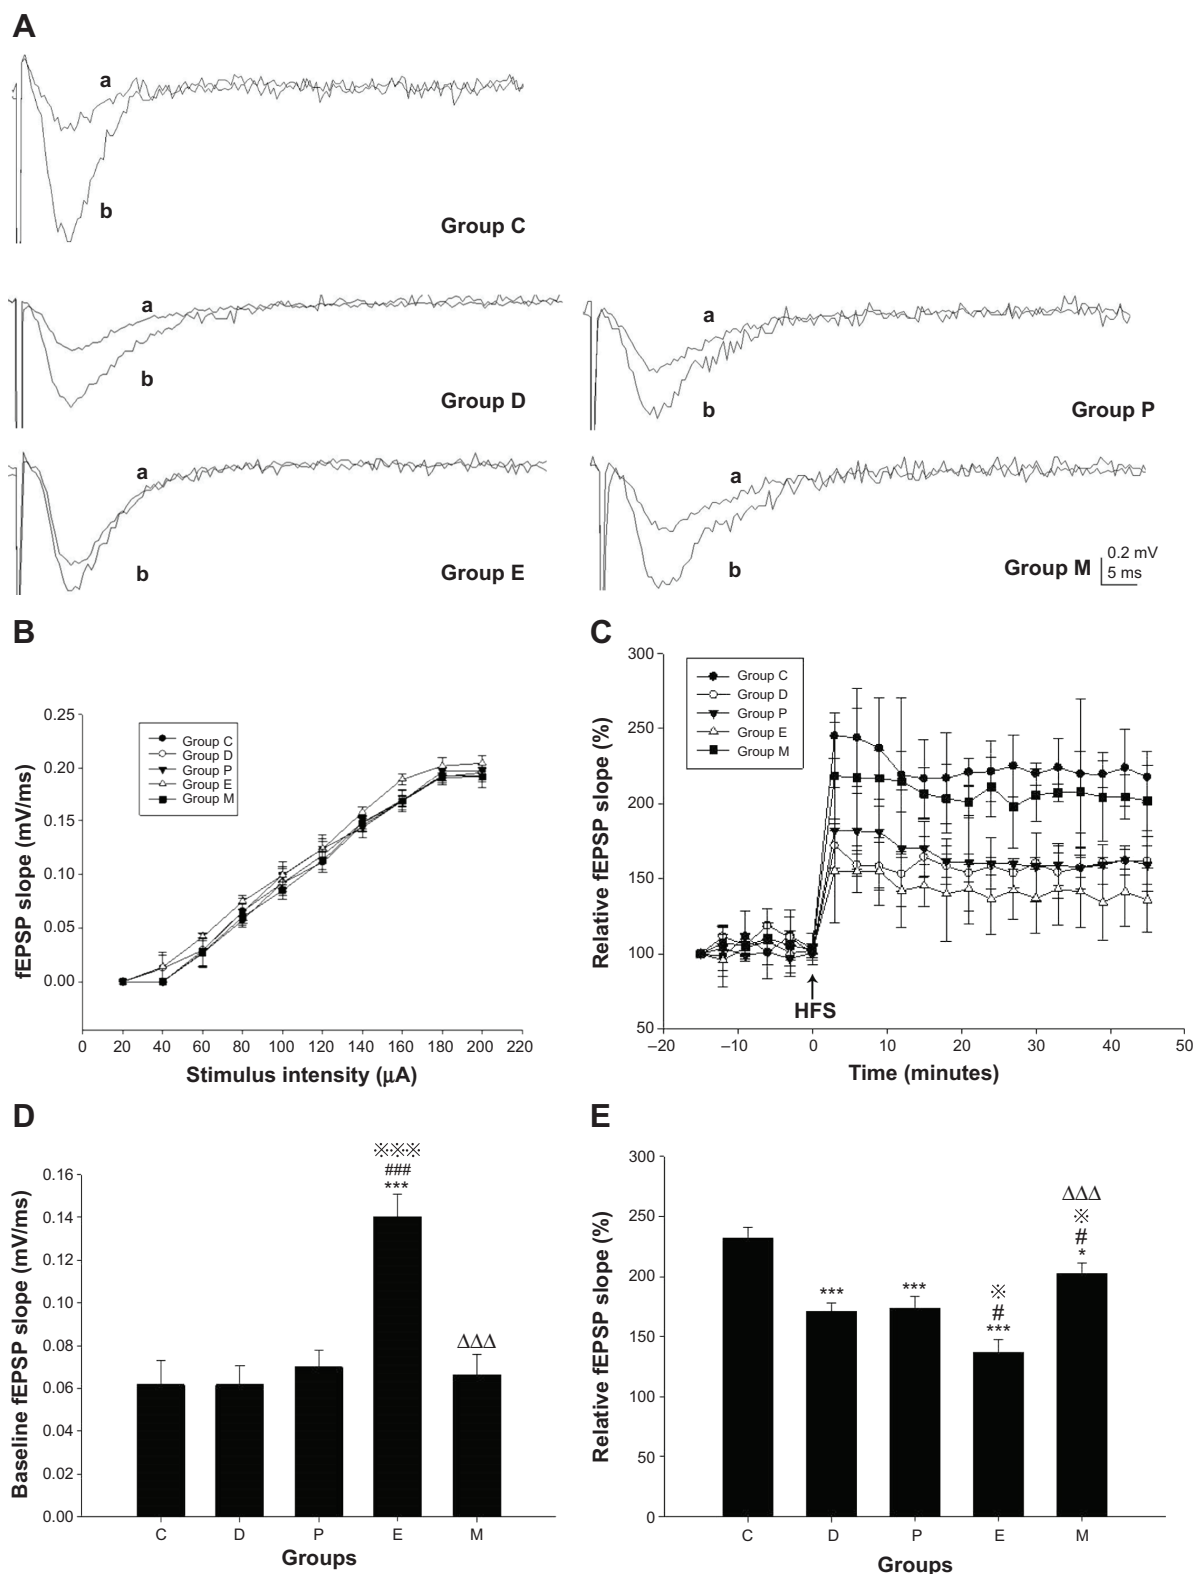 A
a
b
Group C
a
b
Group D
a
b
Group P
a
b
Group E
a
b
Group M
0.2 mV
5 ms
B
fEPSP slope (mV/ms)
0.25
0.20
0.15
0.10
0.05
0.00
Group C
Group D
Group P
Group E
Group M
0 20 40 60 80 100 120 140 160 180 200 220
Stimulus intensity (μA)
C
Relative fEPSP slope (%)
300
250
200
150
100
50
Group C
Group D
Group P
Group E
Group M
HFS
–20 –10 0 10 20 30 40 50
Time (minutes)
D
Baseline fEPSP slope (mV/ms)
0.16
0.14
0.12
0.10
0.08
0.06
0.04
0.02
0.00
※※※
###
***
ΔΔΔ
C D P E M
Groups
E
Relative fEPSP slope (%)
300
250
200
150
100
50
0
***
***
※
#
***
ΔΔΔ
※
#
*
C D P E M
Groups